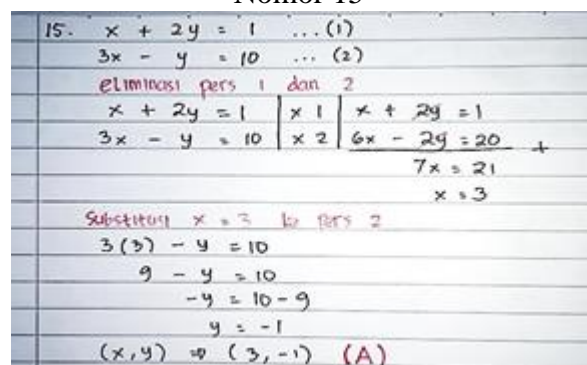 Nomor 15
15. x + 2y = 1 ...(1)
3x - y = 10 ... (2)
eliminasi pers 1 dan 2
x + 2y = 1 | x 1 | x + 2y = 1
3x - y = 10 | x 2 | 6x - 2y = 20 +
7x = 21
x = 3
Substitusi x = 3 ke pers 2
3(3) - y = 10
9 - y = 10
-y = 10 - 9
y = -1
(x,y) ⇒ (3,-1) (A)